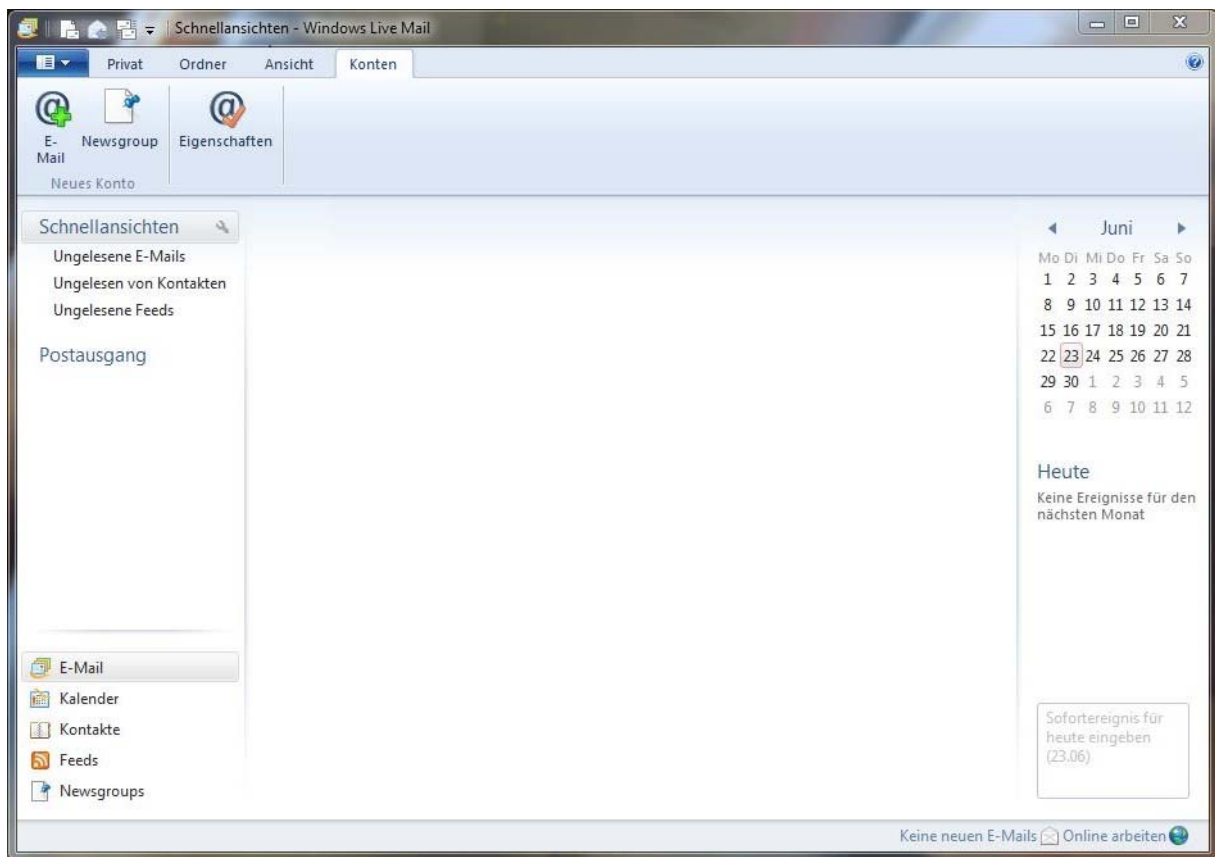 Schnellansichten - Windows Live Mail
Privat Ordner Ansicht Konten
E-
Mail
Newsgroup
Eigenschaften
Neues Konto
Schnellansichten
Ungelesene E-Mails
Ungelesen von Kontakten
Ungelesene Feeds
Postausgang
E-Mail
Kalender
Kontakte
Feeds
Newsgroups
Juni
Mo Di Mi Do Fr Sa So
1 2 3 4 5 6 7
8 9 10 11 12 13 14
15 16 17 18 19 20 21
22 23 24 25 26 27 28
29 30 1 2 3 4 5
6 7 8 9 10 11 12
Heute
Keine Ereignisse für den
nächsten Monat
Sofortereignis für
heute eingeben
(23.06)
Keine neuen E-Mails Online arbeiten